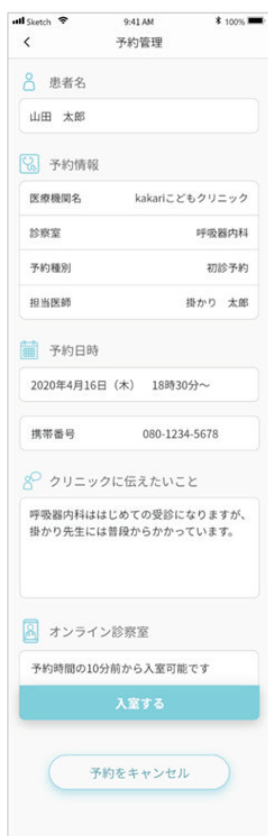 Sketch 9:41 AM 100%
予約管理
患者名
山田 太郎
予約情報
医療機関名 kakariこどもクリニック
診察室 呼吸器内科
予約種別 初診予約
担当医師 掛かり 太郎
予約日時
2020年4月16日（木） 18時30分〜
携帯番号 080-1234-5678
クリニックに伝えたいこと
呼吸器内科ははじめての受診になりますが、
掛かり先生には普段からかかっています。
オンライン診察室
予約時間の10分前から入室可能です
入室する
予約をキャンセル